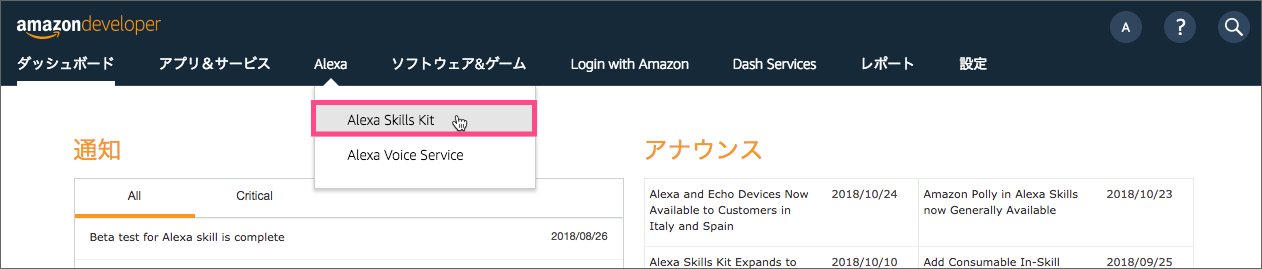 amazondeveloper
A
?
ダッシュボード アプリ＆サービス Alexa ソフトウェア&ゲーム Login with Amazon Dash Services レポート 設定
Alexa Skills Kit
Alexa Voice Service
通知
All Critical
Beta test for Alexa skill is complete 2018/08/26
アナウンス
Alexa and Echo Devices Now 2018/10/24
Available to Customers in
Italy and Spain
Amazon Polly in Alexa Skills 2018/10/23
now Generally Available
Alexa Skills Kit Expands to 2018/10/10
Add Consumable In-Skill 2018/09/25